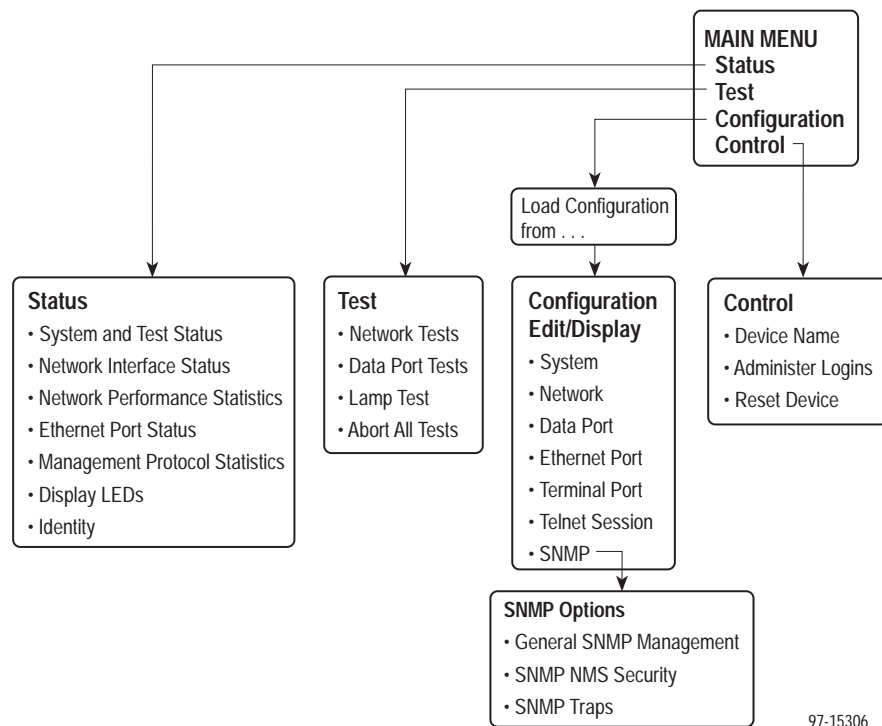 MAIN MENU
Status
Test
Configuration
Control
Load Configuration
from . . .
Status
• System and Test Status
• Network Interface Status
• Network Performance Statistics
• Ethernet Port Status
• Management Protocol Statistics
• Display LEDs
• Identity
Test
• Network Tests
• Data Port Tests
• Lamp Test
• Abort All Tests
Configuration
Edit/Display
• System
• Network
• Data Port
• Ethernet Port
• Terminal Port
• Telnet Session
• SNMP
Control
• Device Name
• Administer Logins
• Reset Device
SNMP Options
• General SNMP Management
• SNMP NMS Security
• SNMP Traps
97-15306